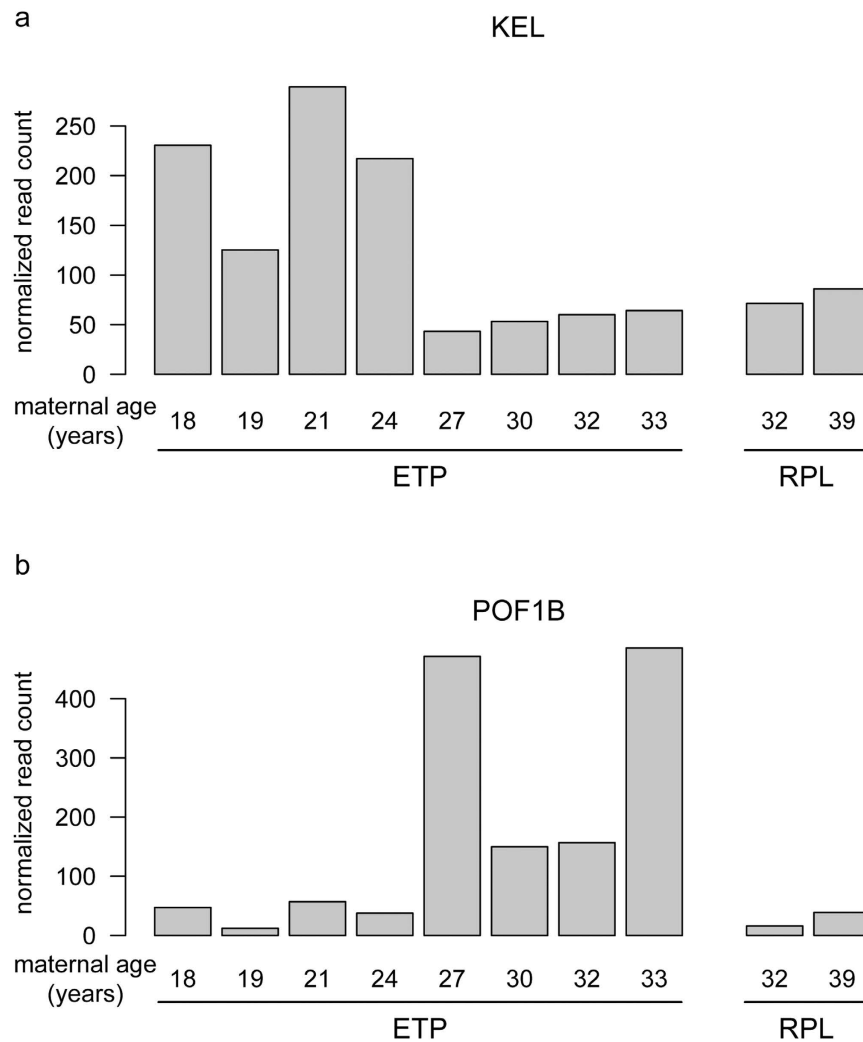 a
KEL
normalized read count
250
200
150
100
50
0
maternal age
(years)
18 19 21 24 27 30 32 33 32 39
ETP RPL
b
POF1B
normalized read count
400
300
200
100
0
maternal age
(years)
18 19 21 24 27 30 32 33 32 39
ETP RPL